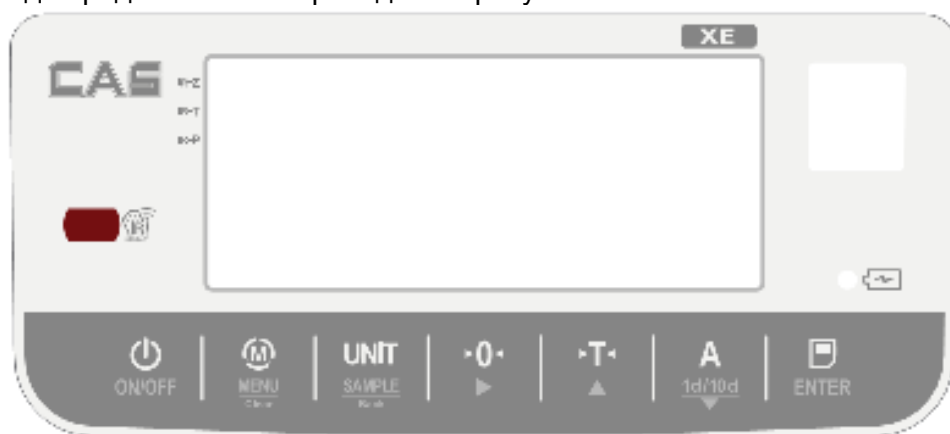 XE
CAS
ON/OFF
M
MENU
UNIT
SAMPLE
0
T
A
1d/10d
ENTER